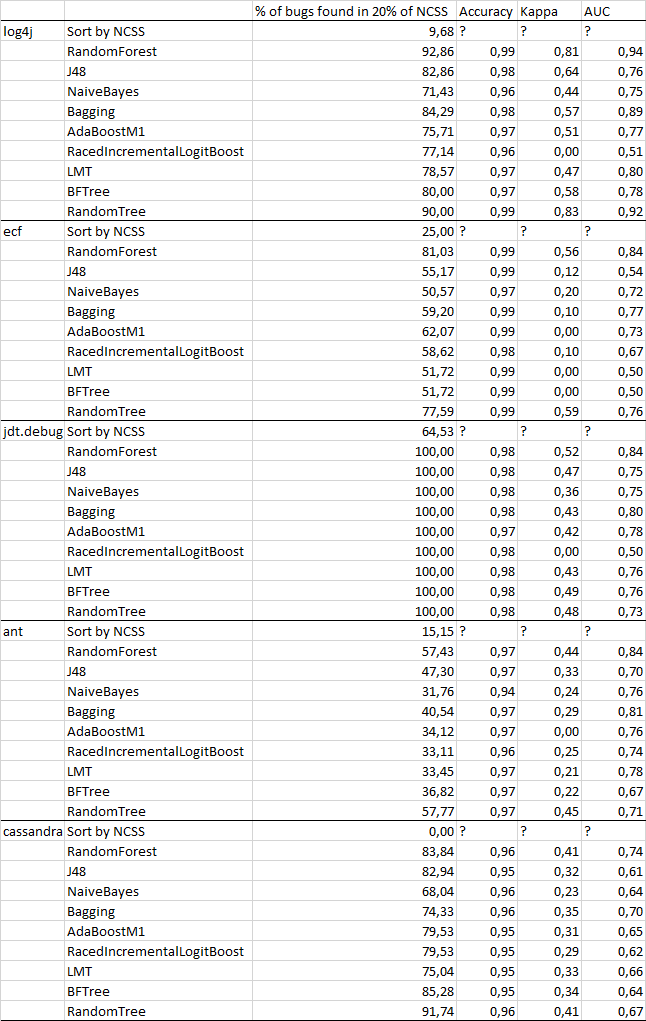 % of bugs found in 20% of NCSS Accuracy Kappa AUC
log4j Sort by NCSS 9,68 ? ? ?
RandomForest 92,86 0,99 0,81 0,94
J48 82,86 0,98 0,64 0,76
NaiveBayes 71,43 0,96 0,44 0,75
Bagging 84,29 0,98 0,57 0,89
AdaBoostM1 75,71 0,97 0,51 0,77
RacedIncrementalLogitBoost 77,14 0,96 0,00 0,51
LMT 78,57 0,97 0,47 0,80
BFTree 80,00 0,97 0,58 0,78
RandomTree 90,00 0,99 0,83 0,92
ecf Sort by NCSS 25,00 ? ? ?
RandomForest 81,03 0,99 0,56 0,84
J48 55,17 0,99 0,12 0,54
NaiveBayes 50,57 0,97 0,20 0,72
Bagging 59,20 0,99 0,10 0,77
AdaBoostM1 62,07 0,99 0,00 0,73
RacedIncrementalLogitBoost 58,62 0,98 0,10 0,67
LMT 51,72 0,99 0,00 0,50
BFTree 51,72 0,99 0,00 0,50
RandomTree 77,59 0,99 0,59 0,76
jdt.debug Sort by NCSS 64,53 ? ? ?
RandomForest 100,00 0,98 0,52 0,84
J48 100,00 0,98 0,47 0,75
NaiveBayes 100,00 0,98 0,36 0,75
Bagging 100,00 0,98 0,43 0,80
AdaBoostM1 100,00 0,97 0,42 0,78
RacedIncrementalLogitBoost 100,00 0,98 0,00 0,50
LMT 100,00 0,98 0,43 0,76
BFTree 100,00 0,98 0,49 0,76
RandomTree 100,00 0,98 0,48 0,73
ant Sort by NCSS 15,15 ? ? ?
RandomForest 57,43 0,97 0,44 0,84
J48 47,30 0,97 0,33 0,70
NaiveBayes 31,76 0,94 0,24 0,76
Bagging 40,54 0,97 0,29 0,81
AdaBoostM1 34,12 0,97 0,00 0,76
RacedIncrementalLogitBoost 33,11 0,96 0,25 0,74
LMT 33,45 0,97 0,21 0,78
BFTree 36,82 0,97 0,22 0,67
RandomTree 57,77 0,97 0,45 0,71
cassandra Sort by NCSS 0,00 ? ? ?
RandomForest 83,84 0,96 0,41 0,74
J48 82,94 0,95 0,32 0,61
NaiveBayes 68,04 0,96 0,23 0,64
Bagging 74,33 0,96 0,35 0,70
AdaBoostM1 79,53 0,95 0,31 0,65
RacedIncrementalLogitBoost 79,53 0,95 0,29 0,62
LMT 75,04 0,95 0,33 0,66
BFTree 85,28 0,95 0,34 0,64
RandomTree 91,74 0,96 0,41 0,67